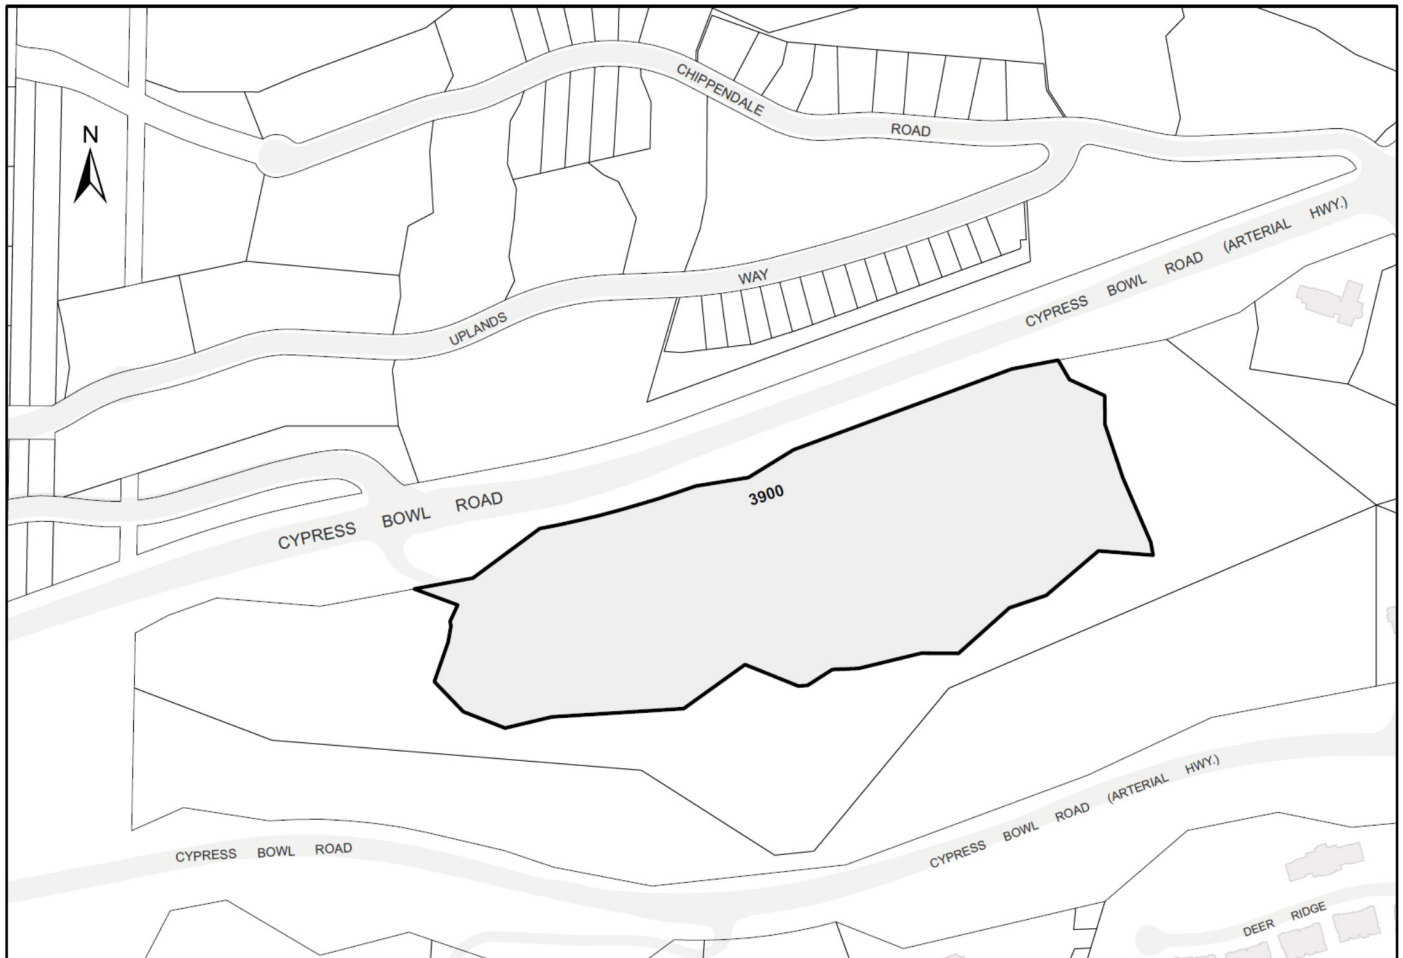 CHIPPENDALE
ROAD
N
CYPRESS BOWL ROAD (ARTERIAL HWY.)
UPLANDS
WAY
3900
CYPRESS BOWL ROAD
CYPRESS BOWL ROAD (ARTERIAL HWY.)
CYPRESS BOWL ROAD
DEER RIDGE